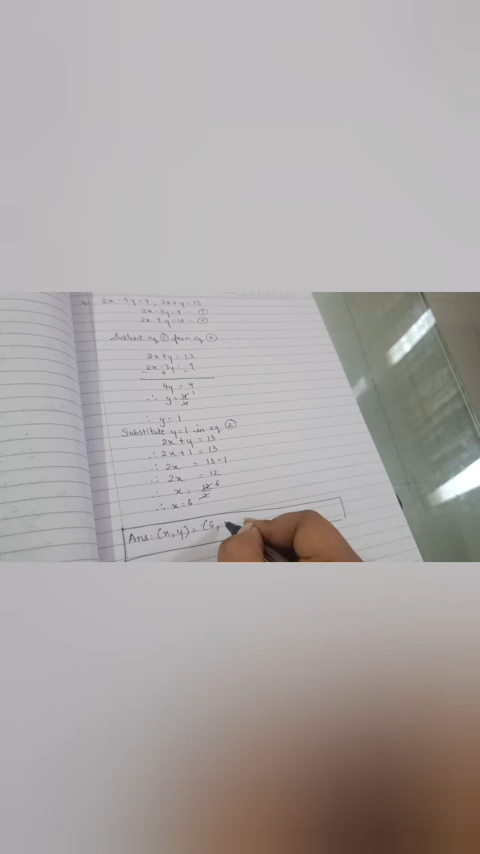 2x - 3y = 9 ; 2x + y = 13
2x - 3y = 9 - ①
2x + y = 13 - ②
Subtract eq ① from eq ②
2x + y = 13
2x - 3y = 9
- + -
4y = 4
∴ y = 4/4 1
∴ y = 1
Substitute y = 1 in eq ②
2x + y = 13
∴ 2x + 1 = 13
∴ 2x = 13 - 1
∴ 2x = 12
∴ x = 12/2 6
∴ x = 6
Ans: (x, y) = (6,